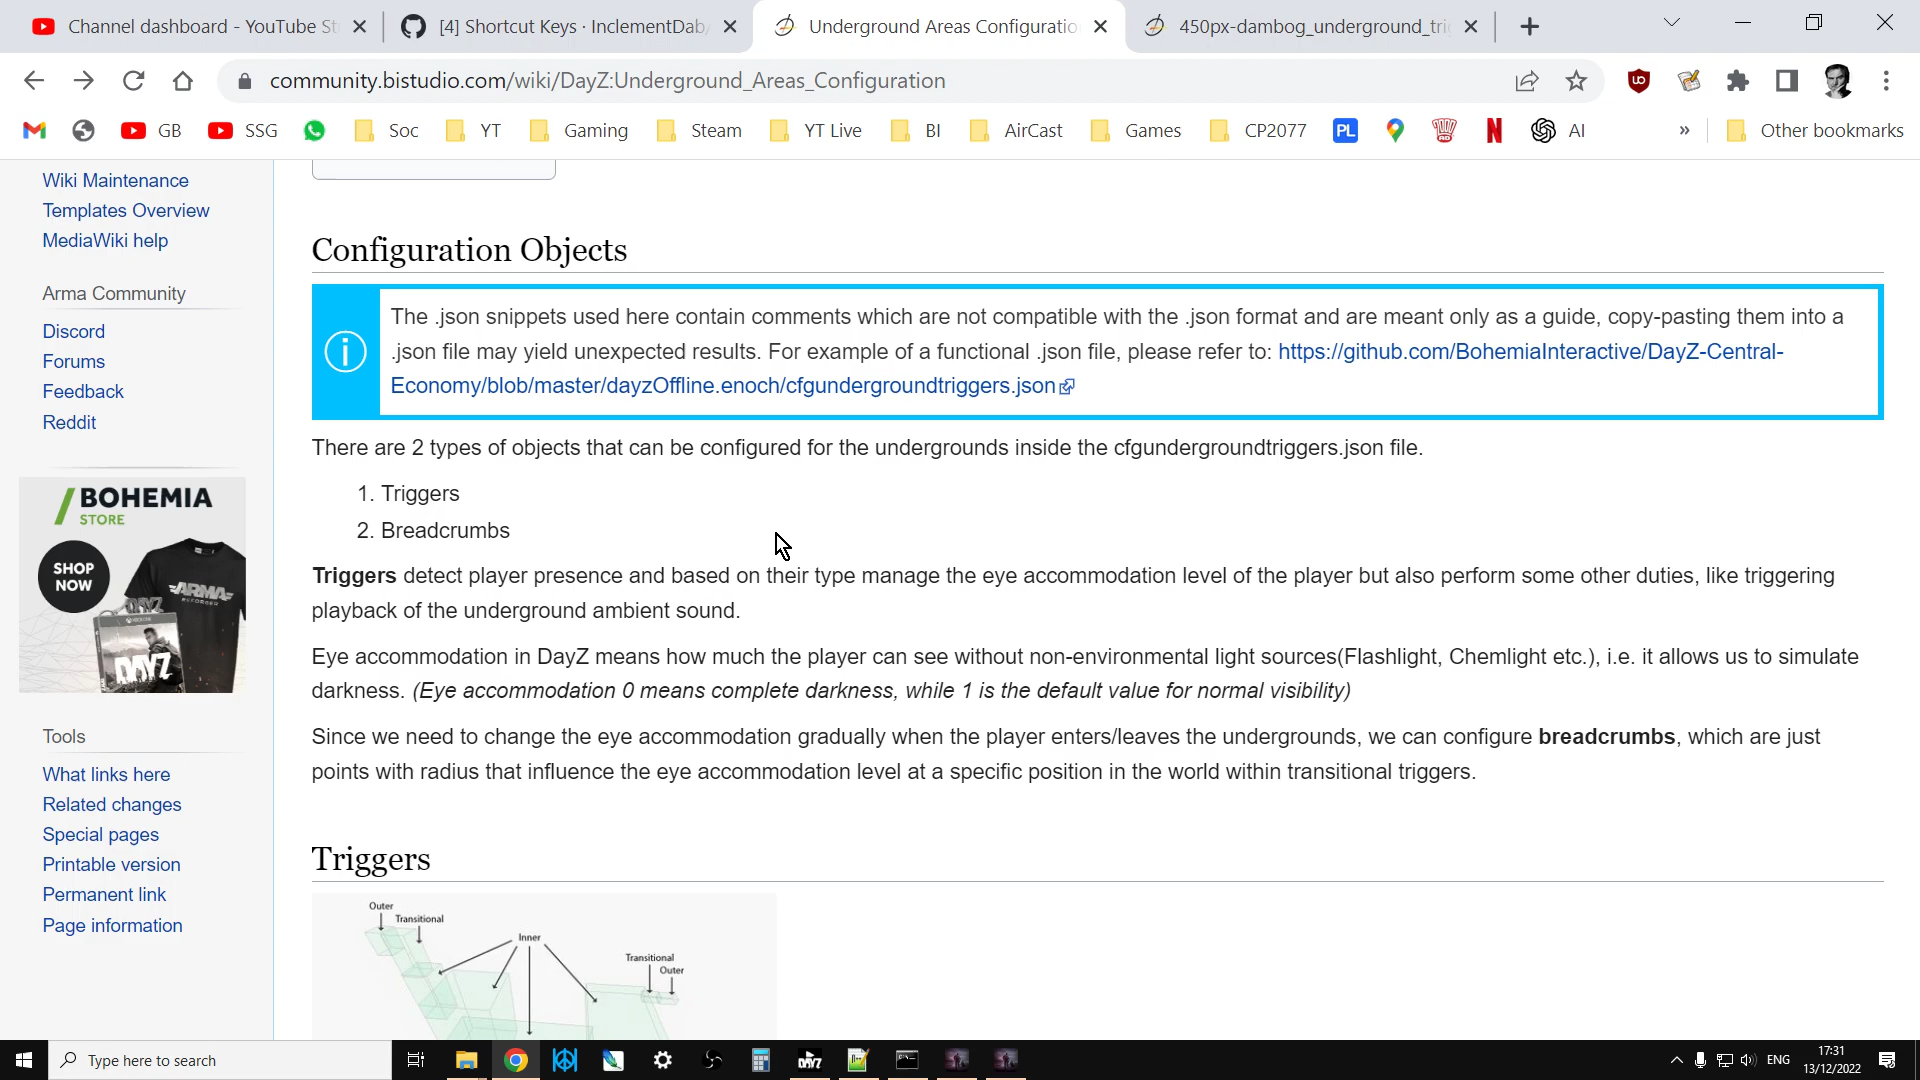 Channel dashboard - YouTube St
[4] Shortcut Keys · InclementDab/
Underground Areas Configuratio
450px-dambog_underground_trig
community.bistudio.com/wiki/DayZ:Underground_Areas_Configuration
GB
SSG
Soc
YT
Gaming
Steam
YT Live
BI
AirCast
Games
CP2077
PL
N
AI
»
Other bookmarks
Wiki Maintenance
Templates Overview
MediaWiki help
Arma Community
Discord
Forums
Feedback
Reddit
BOHEMIA
STORE
SHOP
NOW
ARMA
REFORGER
DAYZ
Tools
What links here
Related changes
Special pages
Printable version
Permanent link
Page information
Configuration Objects
The .json snippets used here contain comments which are not compatible with the .json format and are meant only as a guide, copy-pasting them into a
.json file may yield unexpected results. For example of a functional .json file, please refer to: https://github.com/BohemiaInteractive/DayZ-Central-
Economy/blob/master/dayzOffline.enoch/cfgundergroundtriggers.json
There are 2 types of objects that can be configured for the undergrounds inside the cfgundergroundtriggers.json file.
1. Triggers
2. Breadcrumbs
Triggers detect player presence and based on their type manage the eye accommodation level of the player but also perform some other duties, like triggering
playback of the underground ambient sound.
Eye accommodation in DayZ means how much the player can see without non-environmental light sources(Flashlight, Chemlight etc.), i.e. it allows us to simulate
darkness. (Eye accommodation 0 means complete darkness, while 1 is the default value for normal visibility)
Since we need to change the eye accommodation gradually when the player enters/leaves the undergrounds, we can configure breadcrumbs, which are just
points with radius that influence the eye accommodation level at a specific position in the world within transitional triggers.
Triggers
Outer
Transitional
Inner
Transitional
Outer
Type here to search
DAYZ
ENG
17:31
13/12/2022